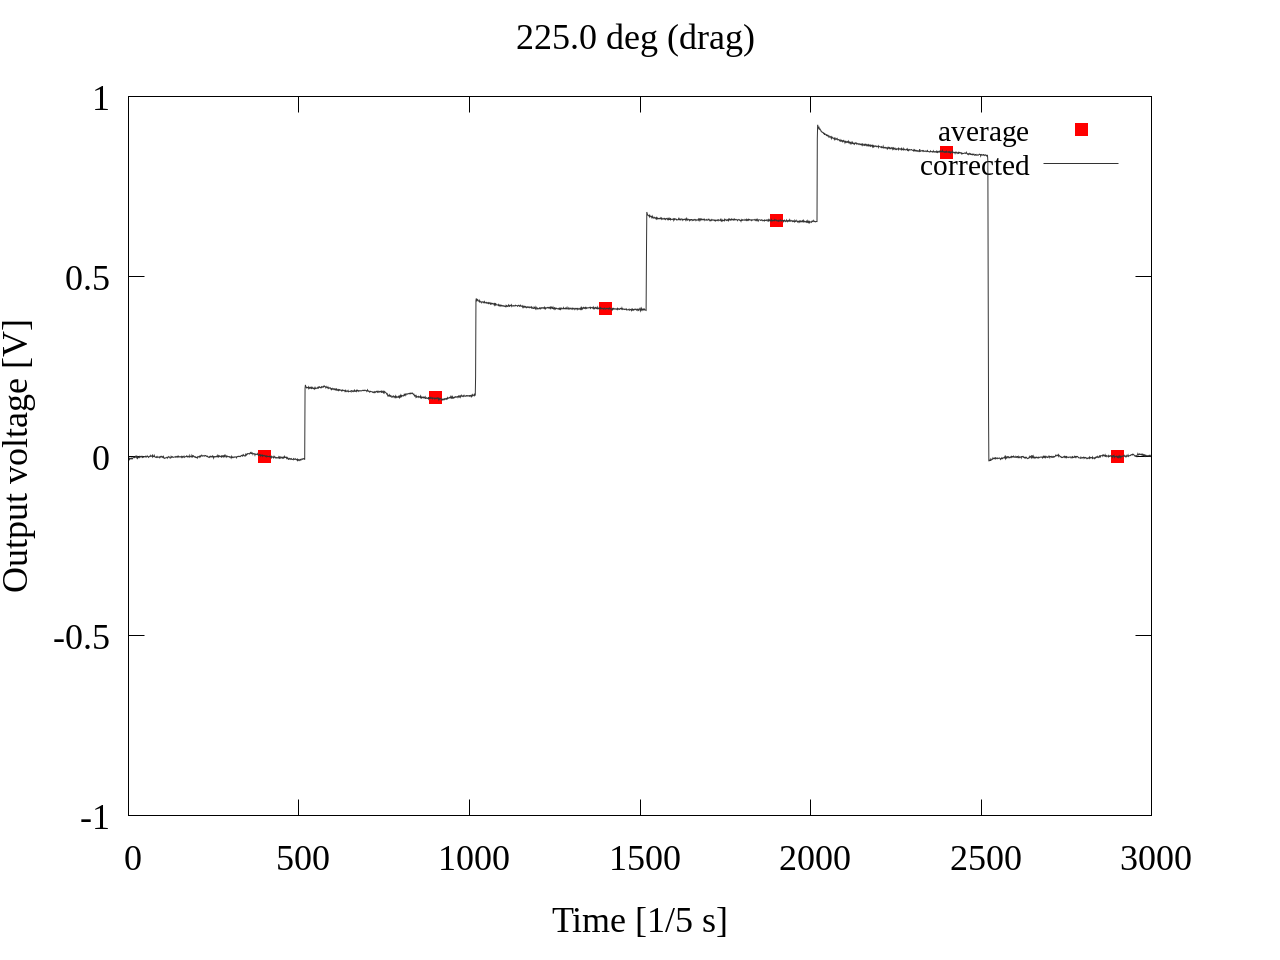 225.0 deg (drag)
1
0.5
0
-0.5
-1
Output voltage [V]
average
corrected
0 500 1000 1500 2000 2500 3000
Time [1/5 s]